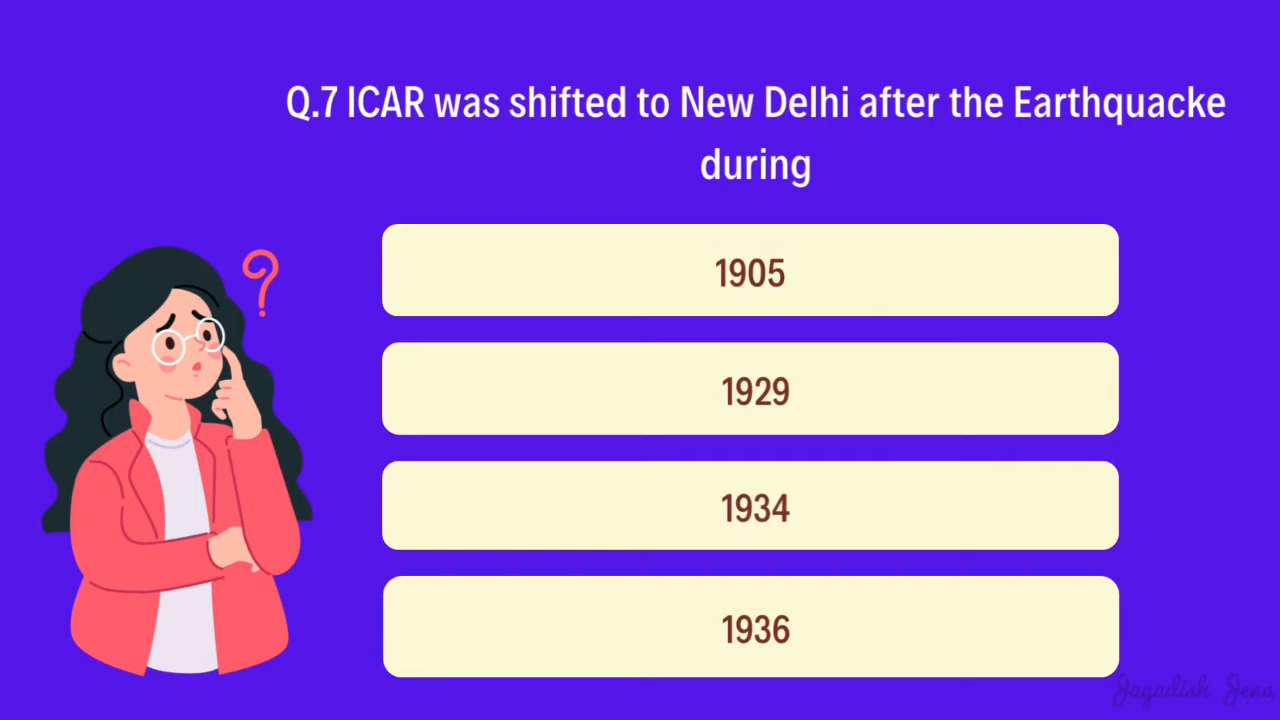 Q.7 ICAR was shifted to New Delhi after the Earthquacke
during
?
1905
1929
1934
1936
Jagadish Jena